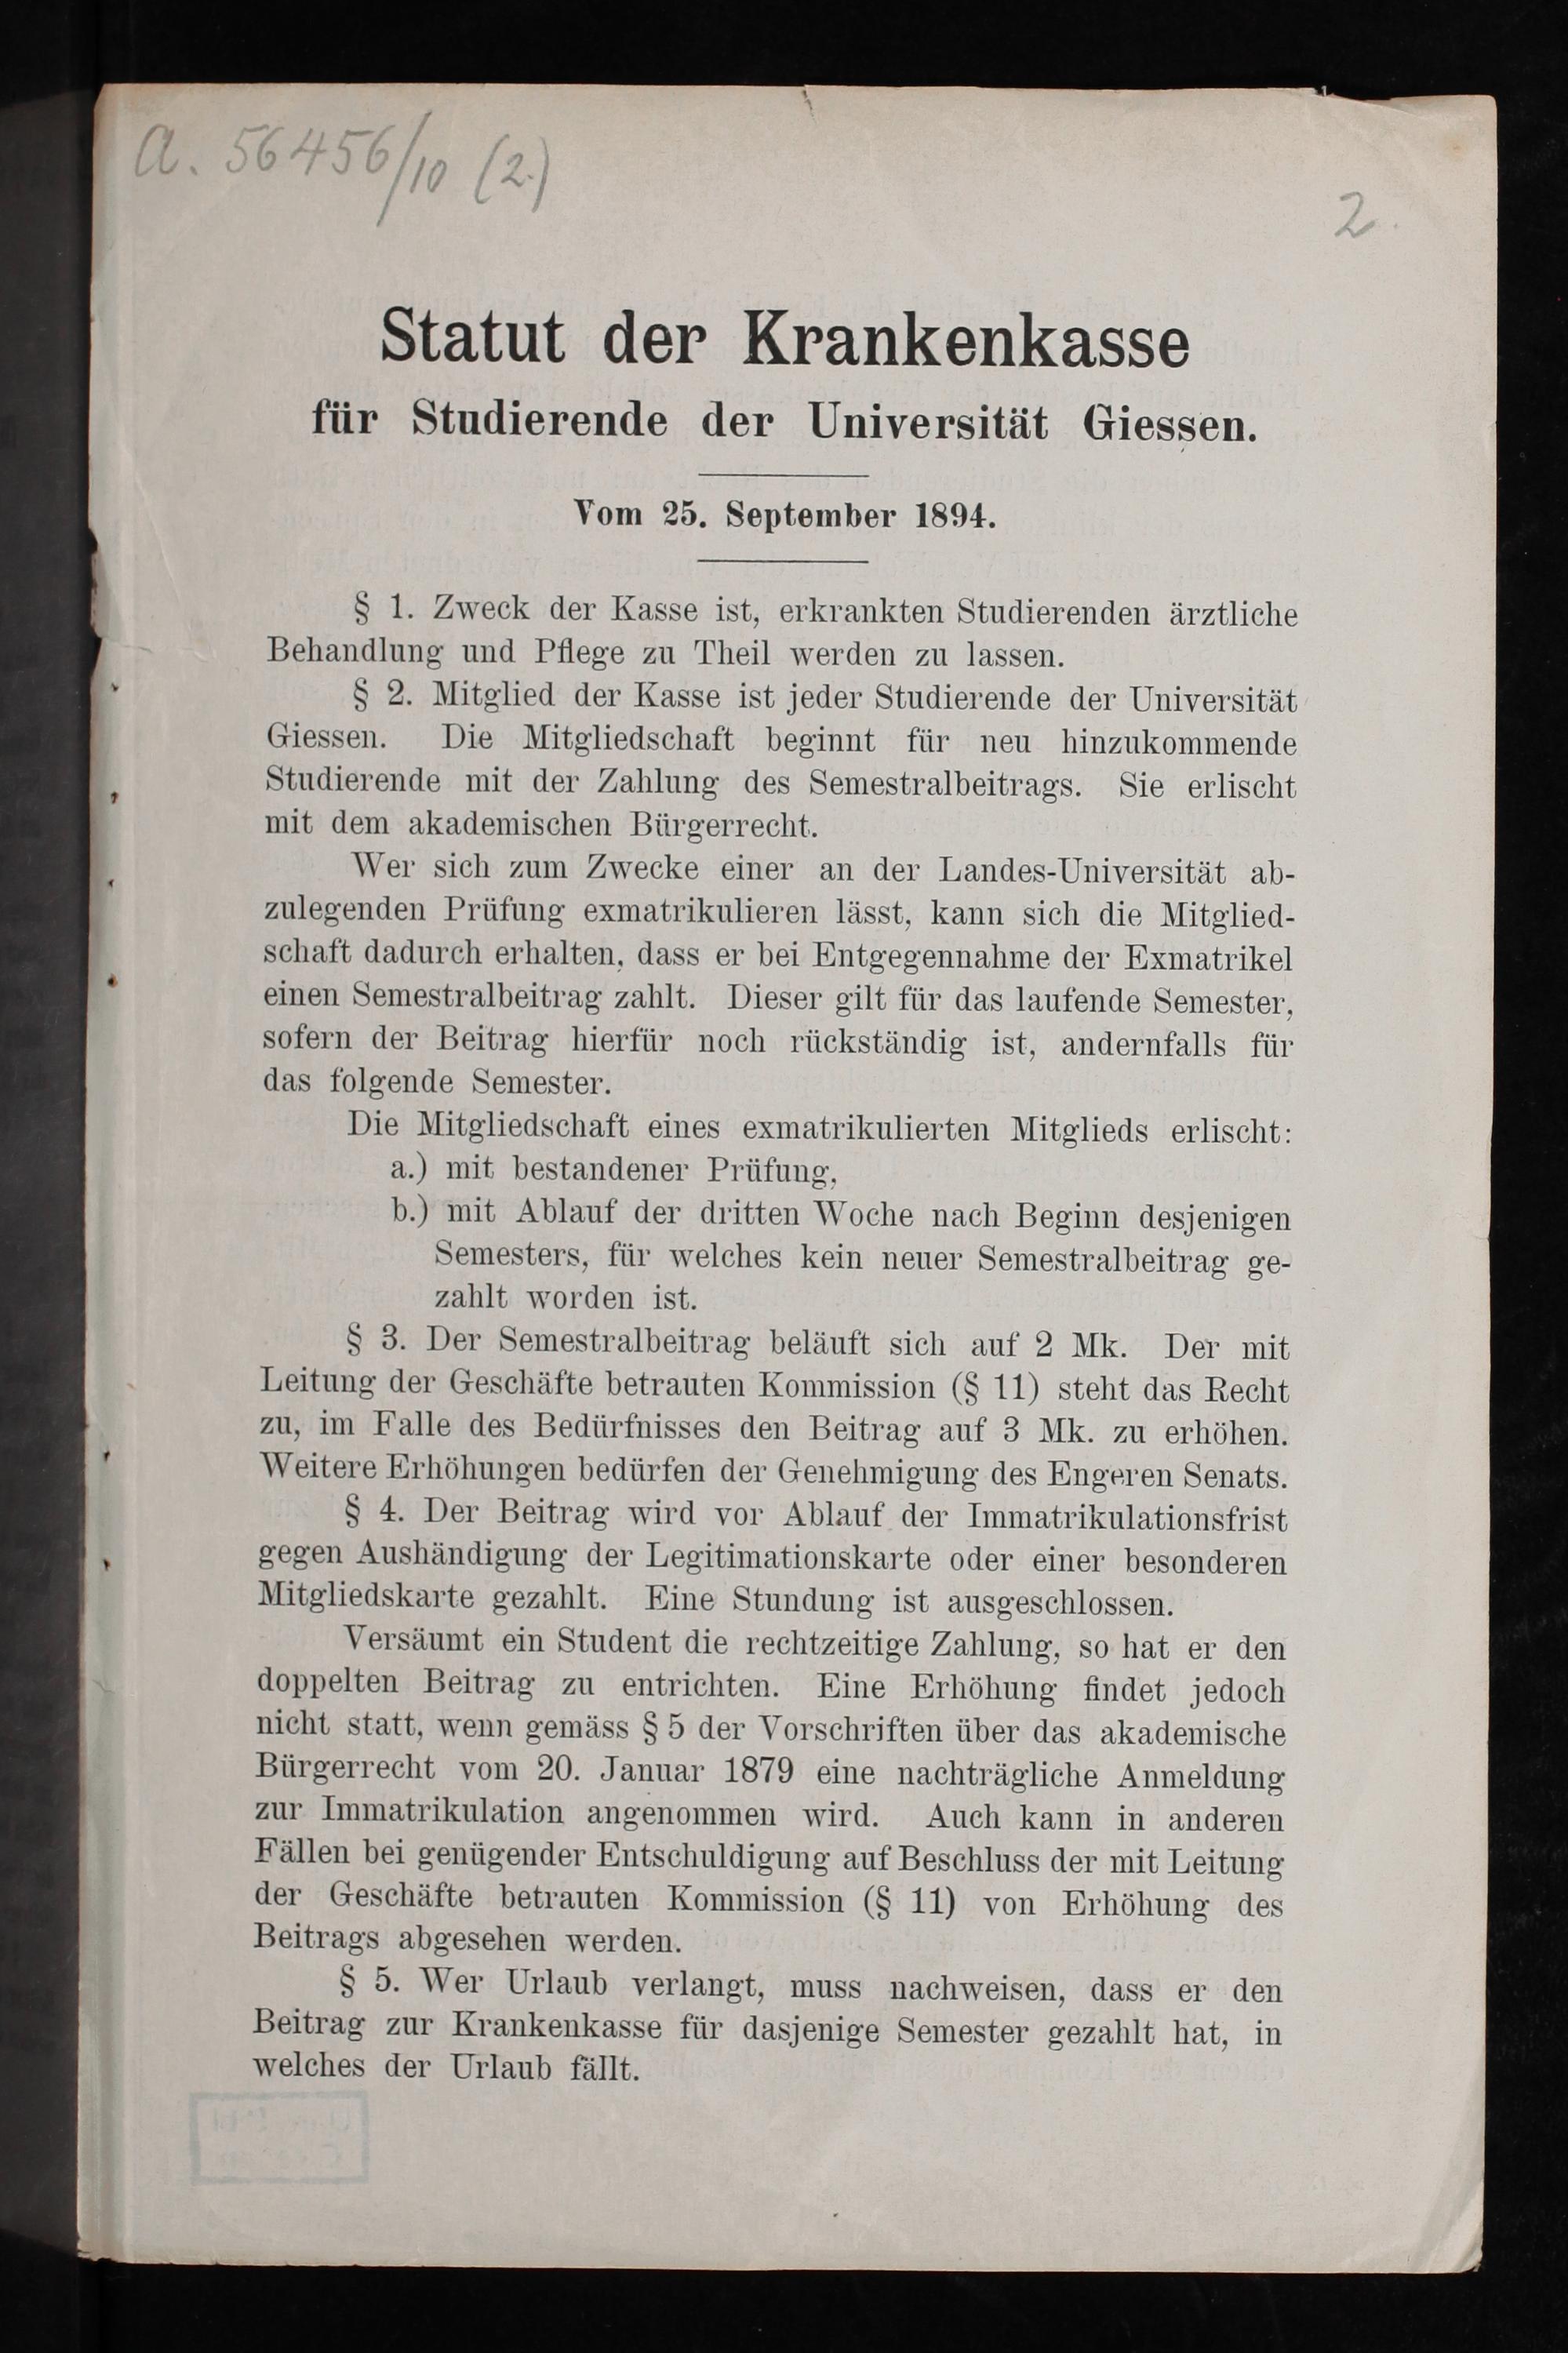 a. 56456/10 (2.)
2.
Statut der Krankenkasse
für Studierende der Universität Giessen.
Vom 25. September 1894.
§ 1. Zweck der Kasse ist, erkrankten Studierenden ärztliche
Behandlung und Pflege zu Theil werden zu lassen.
§ 2. Mitglied der Kasse ist jeder Studierende der Universität
Giessen. Die Mitgliedschaft beginnt für neu hinzukommende
Studierende mit der Zahlung des Semestralbeitrags. Sie erlischt
mit dem akademischen Bürgerrecht.
Wer sich zum Zwecke einer an der Landes-Universität ab-
zulegenden Prüfung exmatrikulieren lässt, kann sich die Mitglied-
schaft dadurch erhalten, dass er bei Entgegennahme der Exmatrikel
einen Semestralbeitrag zahlt. Dieser gilt für das laufende Semester,
sofern der Beitrag hierfür noch rückständig ist, andernfalls für
das folgende Semester.
Die Mitgliedschaft eines exmatrikulierten Mitglieds erlischt:
a.) mit bestandener Prüfung,
b.) mit Ablauf der dritten Woche nach Beginn desjenigen
Semesters, für welches kein neuer Semestralbeitrag ge-
zahlt worden ist.
§ 3. Der Semestralbeitrag beläuft sich auf 2 Mk. Der mit
Leitung der Geschäfte betrauten Kommission (§ 11) steht das Recht
zu, im Falle des Bedürfnisses den Beitrag auf 3 Mk. zu erhöhen.
Weitere Erhöhungen bedürfen der Genehmigung des Engeren Senats.
§ 4. Der Beitrag wird vor Ablauf der Immatrikulationsfrist
gegen Aushändigung der Legitimationskarte oder einer besonderen
Mitgliedskarte gezahlt. Eine Stundung ist ausgeschlossen.
Versäumt ein Student die rechtzeitige Zahlung, so hat er den
doppelten Beitrag zu entrichten. Eine Erhöhung findet jedoch
nicht statt, wenn gemäss § 5 der Vorschriften über das akademische
Bürgerrecht vom 20. Januar 1879 eine nachträgliche Anmeldung
zur Immatrikulation angenommen wird. Auch kann in anderen
Fällen bei genügender Entschuldigung auf Beschluss der mit Leitung
der Geschäfte betrauten Kommission (§ 11) von Erhöhung des
Beitrags abgesehen werden.
§ 5. Wer Urlaub verlangt, muss nachweisen, dass er den
Beitrag zur Krankenkasse für dasjenige Semester gezahlt hat, in
welches der Urlaub fällt.